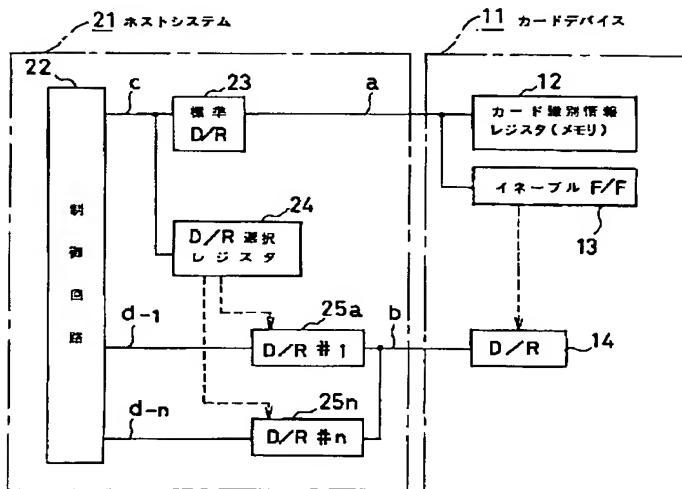 21 ホストシステム
11 カードデバイス
22
c
23
a
12
標準
D/R
カード識別情報
レジスタ(メモリ)
イネーブル F/F
13
24
D/R 選択
レジスタ
制御回路
d-1
25a
D/R #1
b
D/R
14
d-n
25n
D/R #n